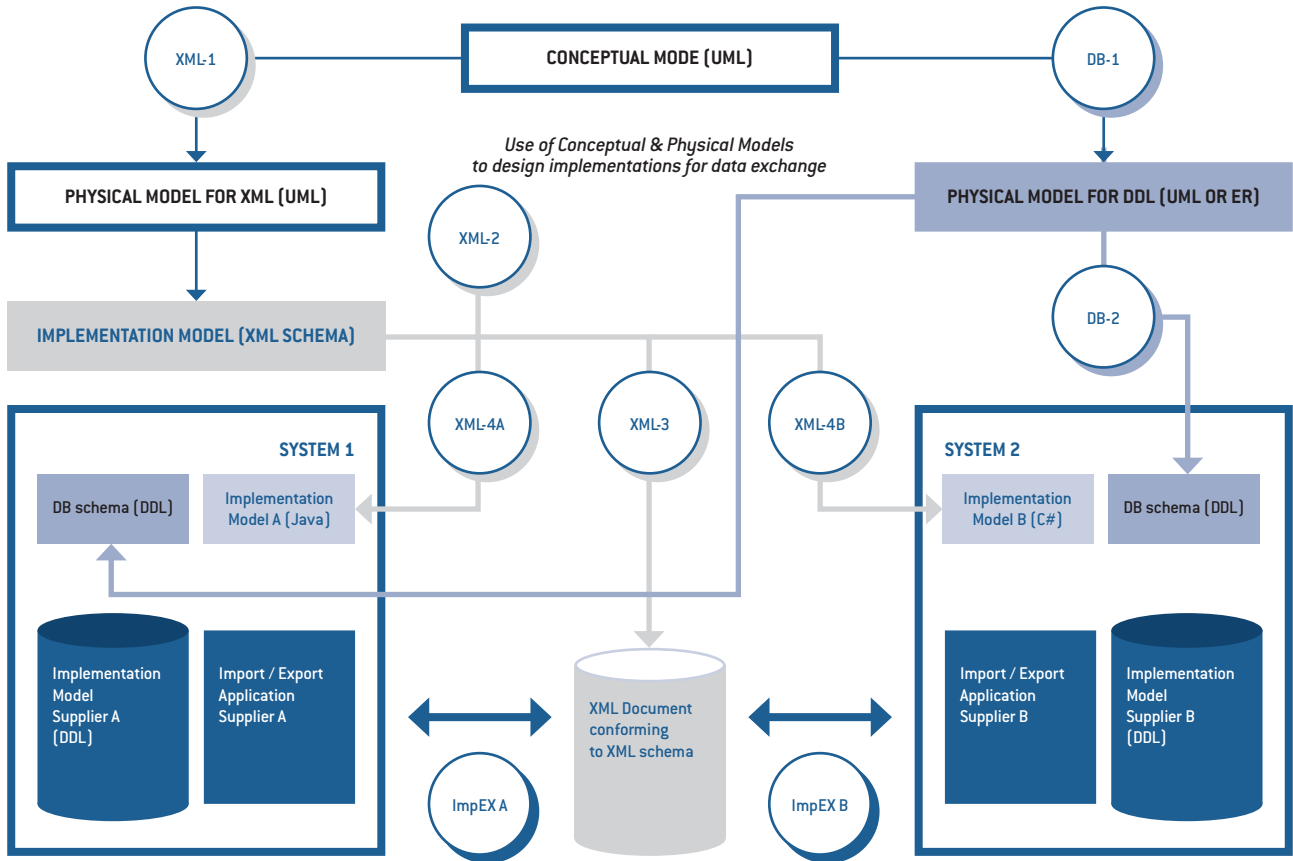 XML-1
CONCEPTUAL MODE (UML)
DB-1
Use of Conceptual & Physical Models
to design implementations for data exchange
PHYSICAL MODEL FOR XML (UML)
PHYSICAL MODEL FOR DDL (UML OR ER)
XML-2
IMPLEMENTATION MODEL (XML SCHEMA)
DB-2
XML-4A
XML-3
XML-4B
SYSTEM 1
DB schema (DDL)
Implementation
Model A (Java)
SYSTEM 2
Implementation
Model B (C#)
DB schema (DDL)
Implementation
Model
Supplier A
(DDL)
Import / Export
Application
Supplier A
XML Document
conforming
to XML schema
Import / Export
Application
Supplier B
Implementation
Model
Supplier B
(DDL)
ImpEX A
ImpEX B